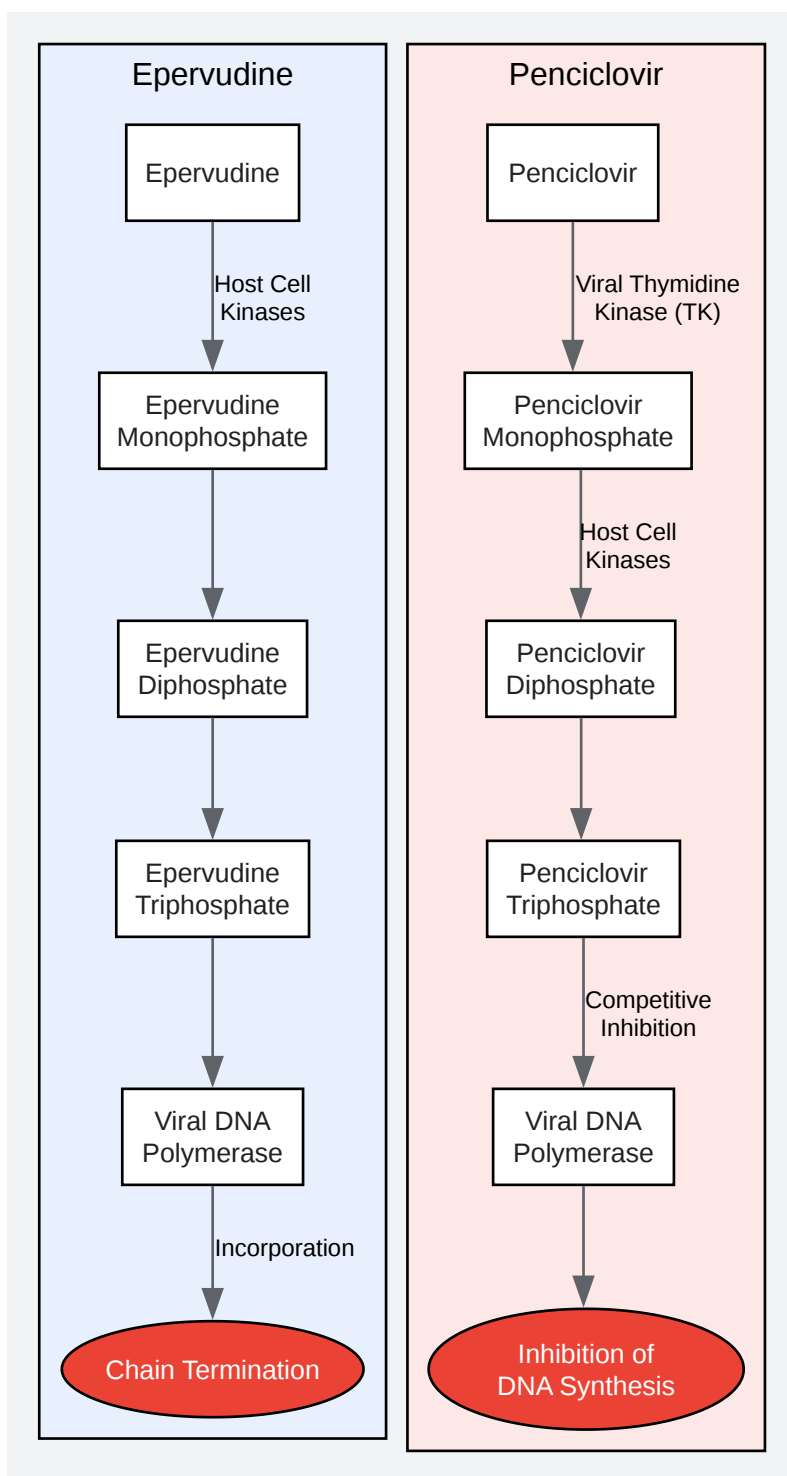 Epervudine
Epervudine
Host Cell
Kinases
Epervudine
Monophosphate
Epervudine
Diphosphate
Epervudine
Triphosphate
Viral DNA
Polymerase
Incorporation
Chain Termination
Penciclovir
Penciclovir
Viral Thymidine
Kinase (TK)
Penciclovir
Monophosphate
Host Cell
Kinases
Penciclovir
Diphosphate
Penciclovir
Triphosphate
Competitive
Inhibition
Viral DNA
Polymerase
Inhibition of
DNA Synthesis